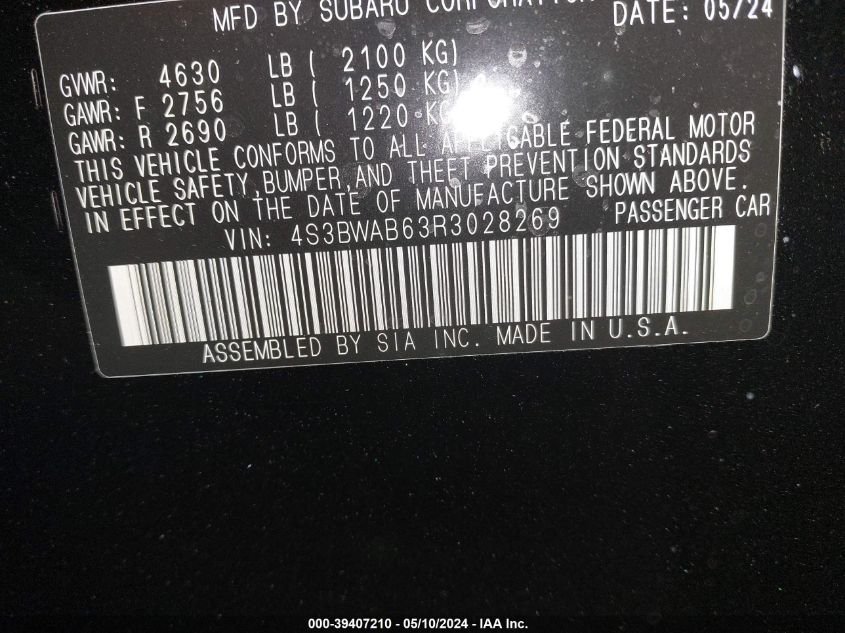 MFD BY SUBARU CORPORATION
DATE: 05/24
GVWR: 4630 LB ( 2100 KG)
GAWR: F 2756 LB ( 1250 KG)
GAWR: R 2690 LB ( 1220 KG)
THIS VEHICLE CONFORMS TO ALL APPLICABLE FEDERAL MOTOR
VEHICLE SAFETY, BUMPER, AND THEFT PREVENTION STANDARDS
IN EFFECT ON THE DATE OF MANUFACTURE SHOWN ABOVE.
VIN: 4S3BWAB63R3028269 PASSENGER CAR
ASSEMBLED BY SIA INC. MADE IN U.S.A.
000-39407210 - 05/10/2024 - IAA Inc.